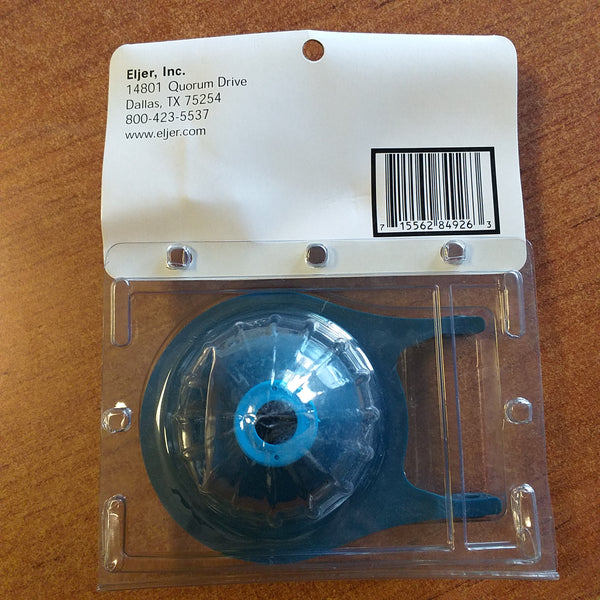 Eljer, Inc.
14801 Quorum Drive
Dallas, TX 75254
800-423-5537
www.eljer.com
7 15562 84926 3